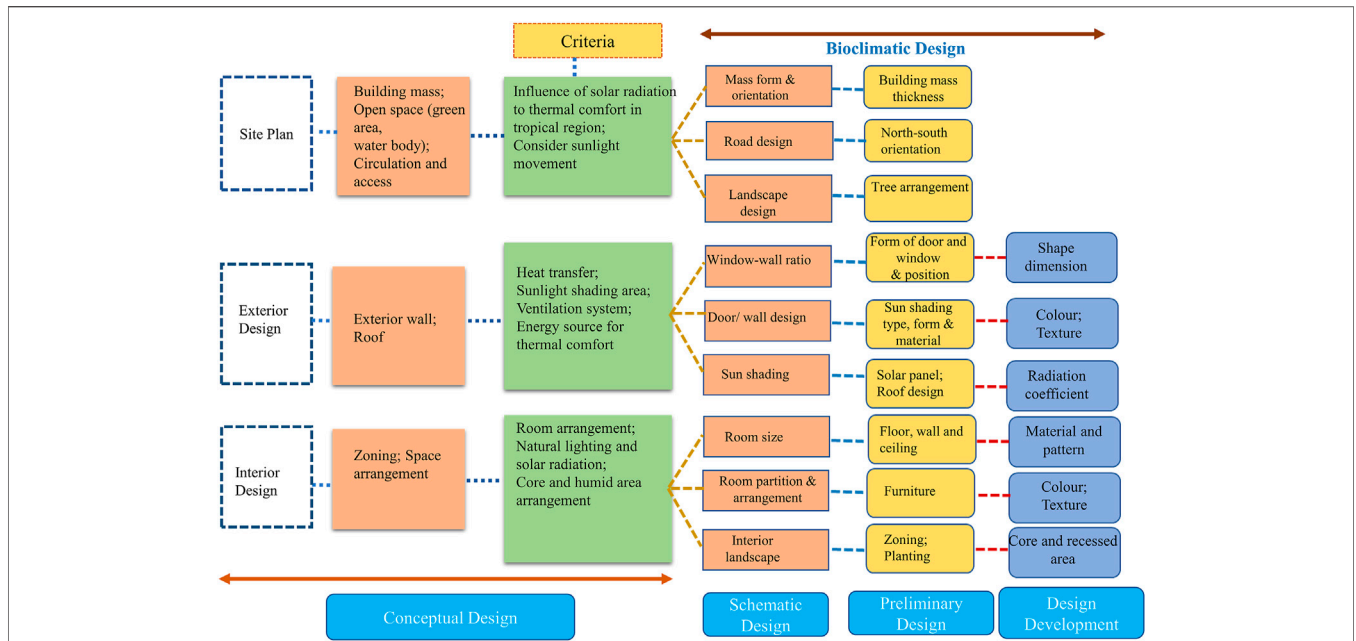 Criteria
Bioclimatic Design
Site Plan
Building mass;
Open space (green
area,
water body);
Circulation and
access
Influence of solar radiation
to thermal comfort in
tropical region;
Consider sunlight
movement
Mass form &
orientation
Building mass
thickness
Road design
North-south
orientation
Landscape
design
Tree arrangement
Exterior
Design
Exterior wall;
Roof
Heat transfer;
Sunlight shading area;
Ventilation system;
Energy source for
thermal comfort
Window-wall ratio
Form of door and
window
& position
Shape
dimension
Door/ wall design
Sun shading
type, form &
material
Colour;
Texture
Sun shading
Solar panel;
Roof design
Radiation
coefficient
Interior
Design
Zoning; Space
arrangement
Room arrangement;
Natural lighting and
solar radiation;
Core and humid area
arrangement
Room size
Floor, wall and
ceiling
Material and
pattern
Room partition &
arrangement
Furniture
Colour;
Texture
Interior
landscape
Zoning;
Planting
Core and recessed
area
Conceptual Design
Schematic
Design
Preliminary
Design
Design
Development